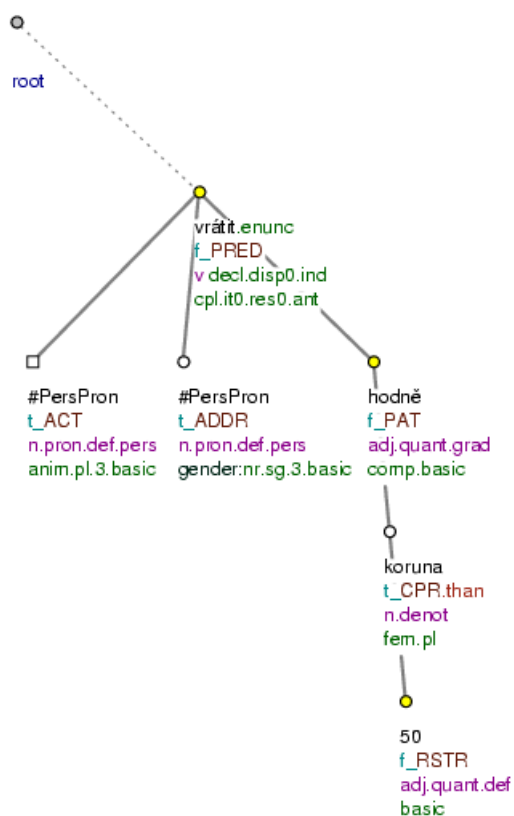 root
vrátit.enunc
f_PRED
v decl.disp0.ind
cpl.it0.res0.ant
#PersPron
t_ACT
n.pron.def.pers
anim.pl.3.basic
#PersPron
t_ADDR
n.pron.def.pers
gender:nr.sg.3.basic
hodně
f_PAT
adj.quant.grad
comp.basic
koruna
t_CPR.than
n.denot
fem.pl
50
f_RSTR
adj.quant.def
basic